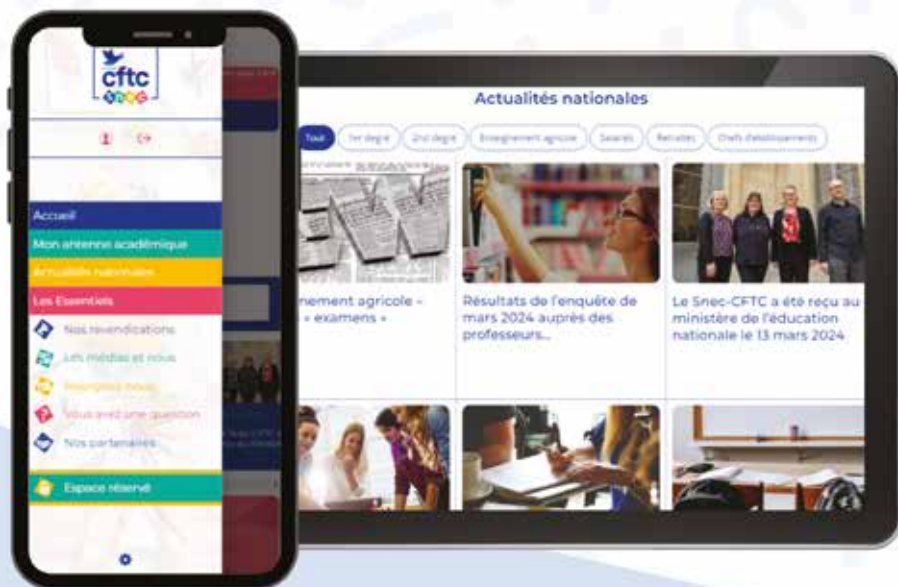 cftc
snec
Accueil
Mon antenne académique
Actualités nationales
Les Essentiels
Nos revendications
Les médias et nous
Vous avez une question
Nos partenaires
Espace réservé
Actualités nationales
Tout
1er degré
2nd degré
Enseignement agricole
Salariés
Retraités
Chefs d'établissements
nement agricole –
« examens »
Résultats de l'enquête de
mars 2024 auprès des
professeurs...
Le Snec-CFTC a été reçu au
ministère de l'éducation
nationale le 13 mars 2024